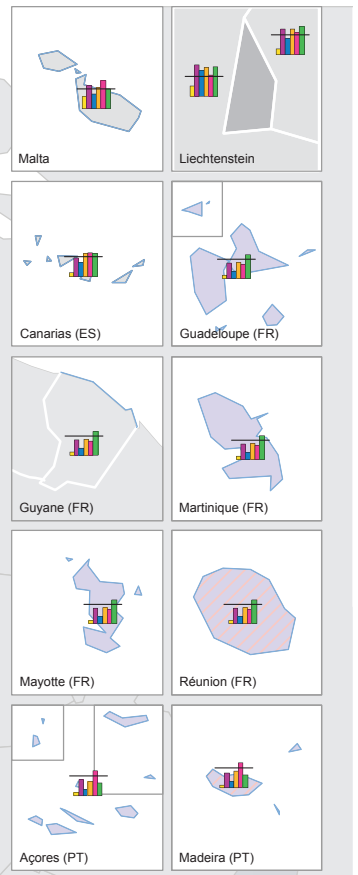 Malta
Liechtenstein
Canarias (ES)
Guadeloupe (FR)
Guyane (FR)
Martinique (FR)
Mayotte (FR)
Réunion (FR)
Açores (PT)
Madeira (PT)